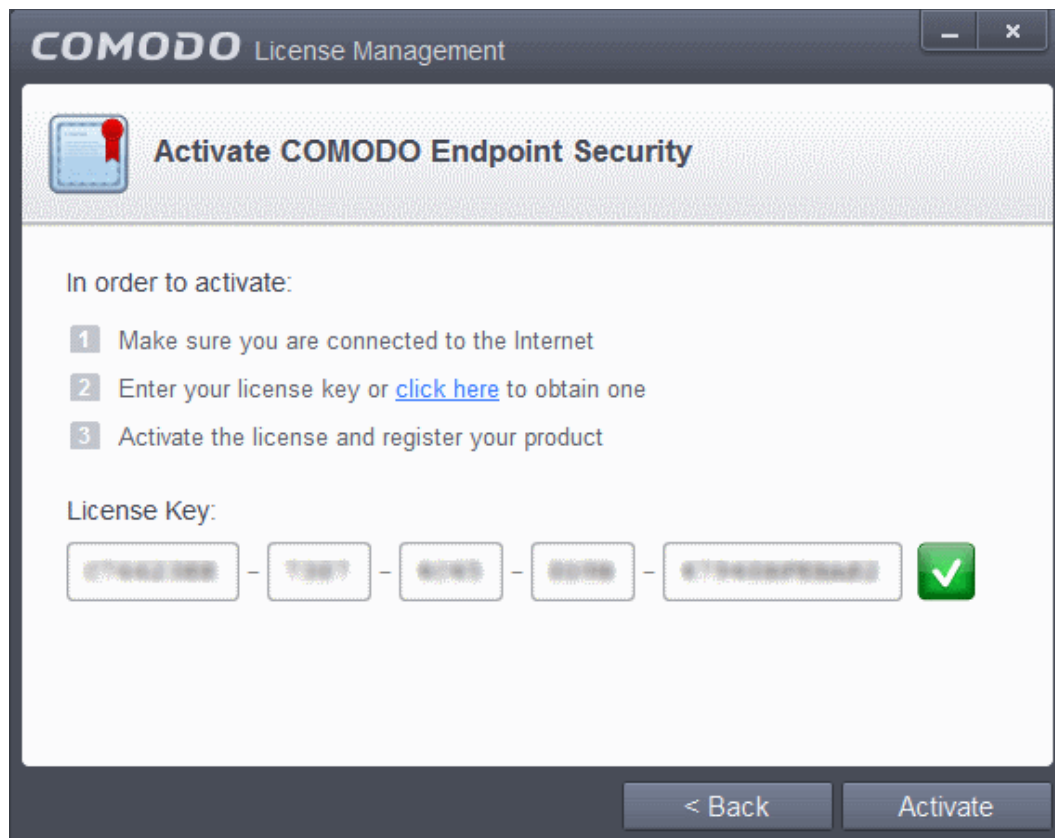 COMODO License Management
Activate COMODO Endpoint Security
In order to activate:
1 Make sure you are connected to the Internet
2 Enter your license key or click here to obtain one
3 Activate the license and register your product
License Key:
- - - -
< Back Activate